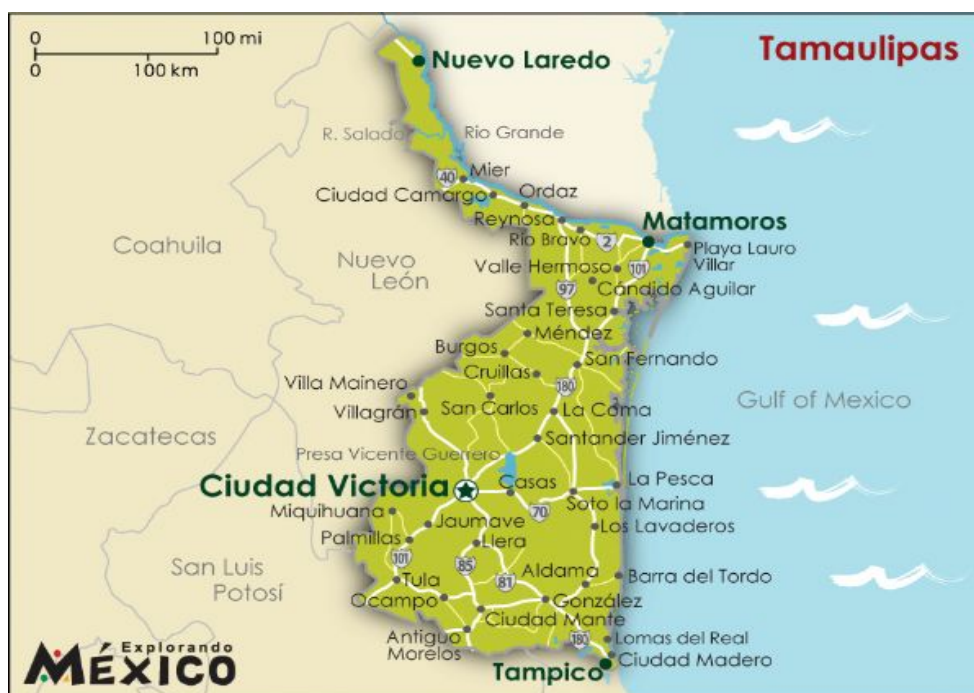 0 100 mi
0 100 km
Tamaulipas
Nuevo Laredo
R. Salado
Rio Grande
40
Mier
Ciudad Camargo
Ordaz
Reynosa
Matamoros
Río Bravo
2
Playa Lauro
Villar
Coahuila
Nuevo
León
Valle Hermoso
101
97
Cándido Aguilar
Santa Teresa
Méndez
Burgos
San Fernando
Cruillas
180
Villa Mainero
Villagrán
San Carlos
La Coma
Gulf of Mexico
Zacatecas
Santander Jiménez
Presa Vicente Guerrero
Ciudad Victoria
Casas
La Pesca
Miquihuana
70
Soto la Marina
Jaumave
Los Lavaderos
Palmillas
Llera
101
85
81
San Luis
Potosí
Tula
Aldama
Barra del Tordo
Ocampo
González
Ciudad Mante
Antiguo
Morelos
180
Lomas del Real
Ciudad Madero
Tampico
Explorando
MÉXICO